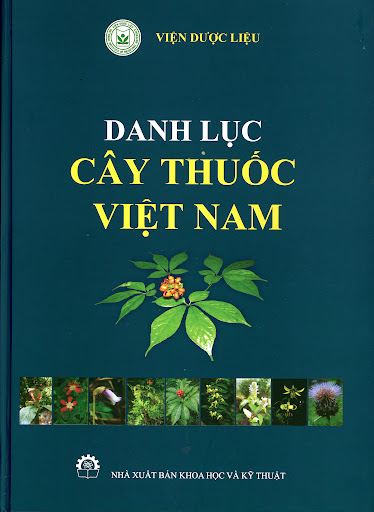 VIỆN DƯỢC LIỆU
DANH LỤC
CÂY THUỐC
VIỆT NAM
NHÀ XUẤT BẢN KHOA HỌC VÀ KỸ THUẬT